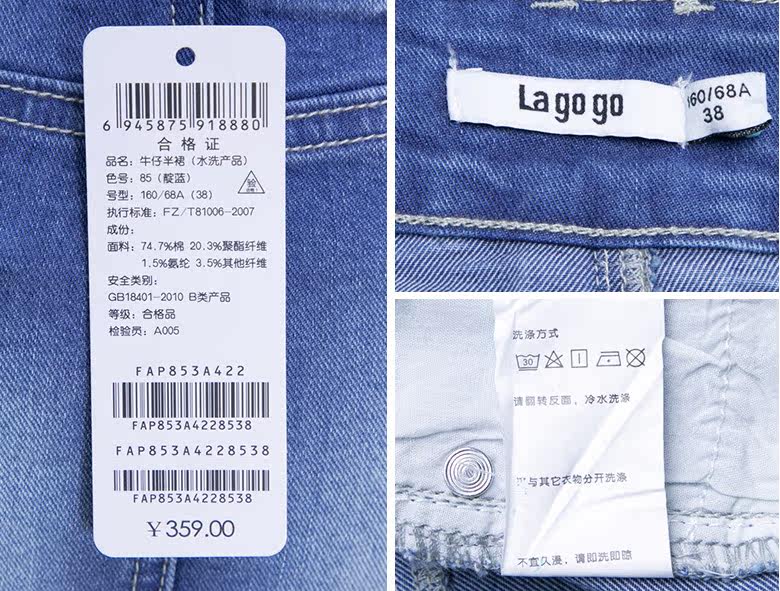 6 945875 918880
合格证
品名：牛仔半裙（水洗产品）
色号：85（靛蓝）
号型：160/68A（38）
验
执行标准：FZ/T81006-2007
成份：
面料：74.7%棉 20.3%聚酯纤维
1.5%氨纶 3.5%其他纤维
安全类别：
GB18401-2010 B类产品
等级：合格品
检验员：A005
FAP853A422
FAP853A4228538
FAP853A4228538
FAP853A4228538
￥359.00
Lagogo
160/68A
38
洗涤方式
30
请翻转反面，冷水洗涤
与其它衣物分开洗涤
不宜久浸，请即洗即晾